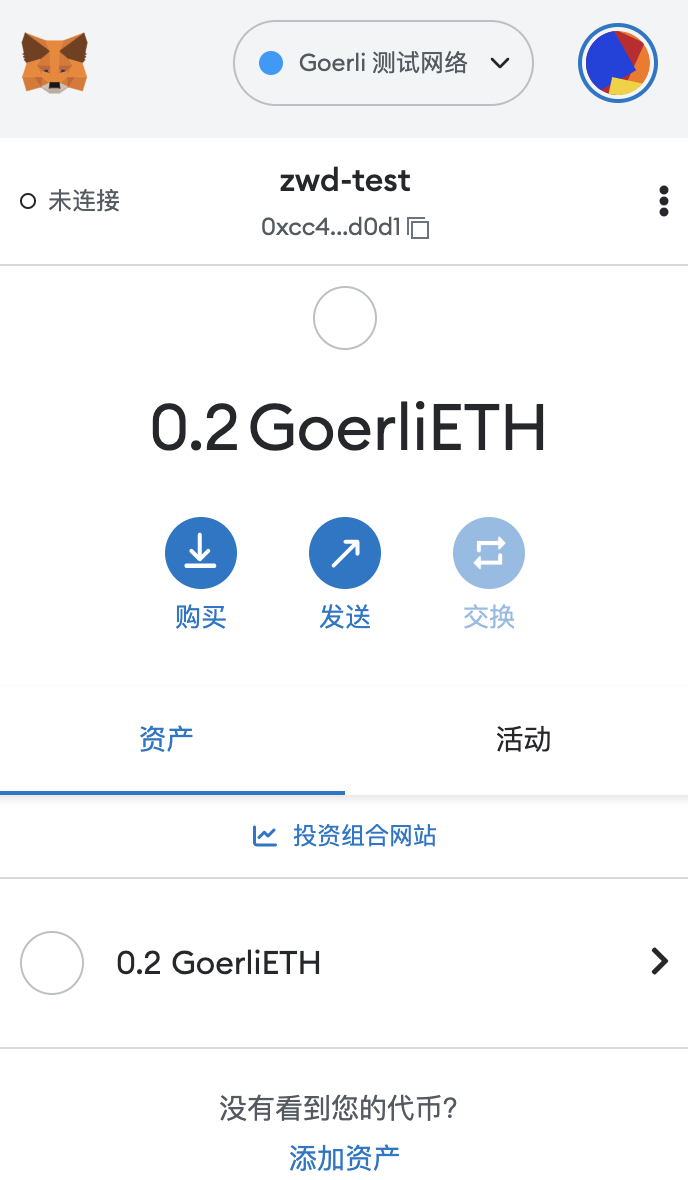 Goerli 测试网络
zwd-test
未连接
0xcc4...d0d1
0.2 GoerliETH
购买
发送
交换
资产
活动
投资组合网站
0.2 GoerliETH
没有看到您的代币?
添加资产